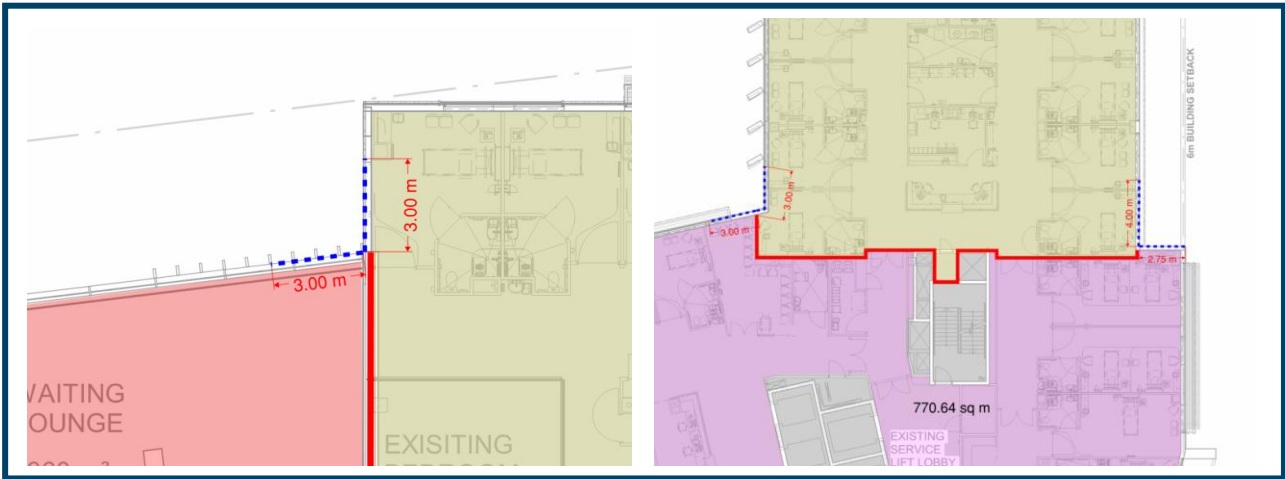 3.00 m
3.00 m
WAITING
OUNGE
EXISITING
6m BUILDING SETBACK
3.00 m
3.00 m
4.00 m
2.75 m
770.64 sq m
EXISTING
SERVICE
LIFT LOBBY